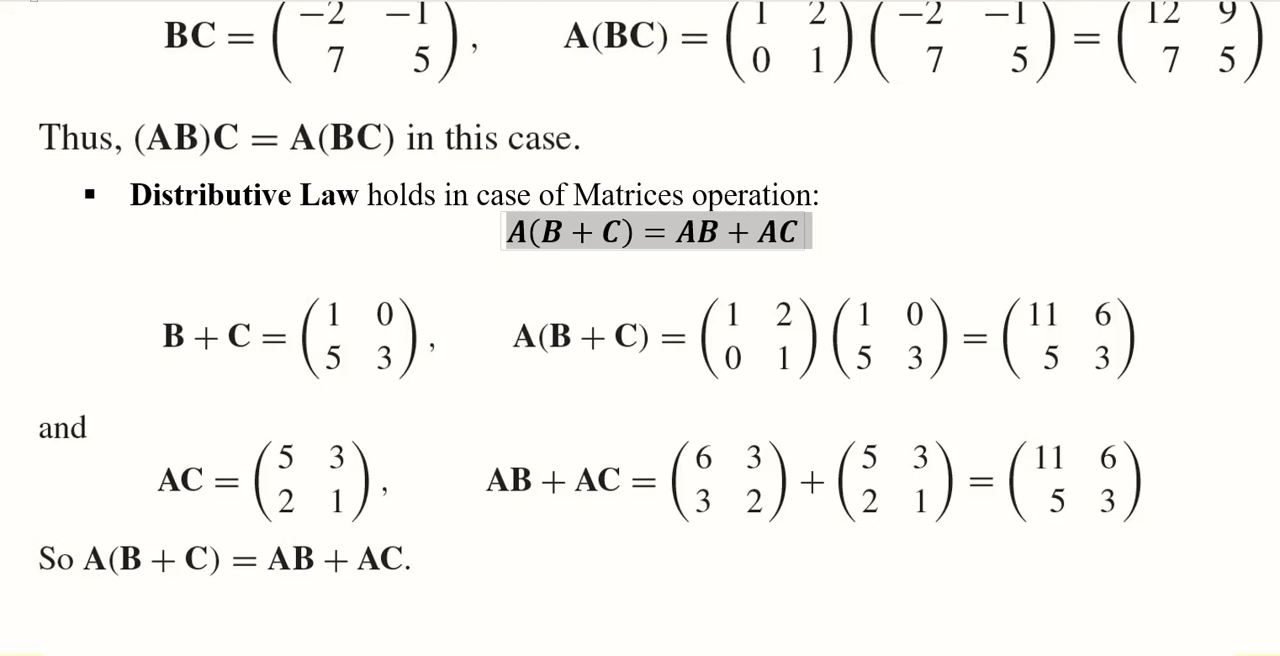 BC = ( −2 −1 ; 7 5 ), A(BC) = ( 1 2 ; 0 1 ) ( −2 −1 ; 7 5 ) = ( 12 9 ; 7 5 )
Thus, (AB)C = A(BC) in this case.
▪ Distributive Law holds in case of Matrices operation:
A(B + C) = AB + AC
B + C = ( 1 0 ; 5 3 ), A(B + C) = ( 1 2 ; 0 1 ) ( 1 0 ; 5 3 ) = ( 11 6 ; 5 3 )
and
AC = ( 5 3 ; 2 1 ), AB + AC = ( 6 3 ; 3 2 ) + ( 5 3 ; 2 1 ) = ( 11 6 ; 5 3 )
So A(B + C) = AB + AC.